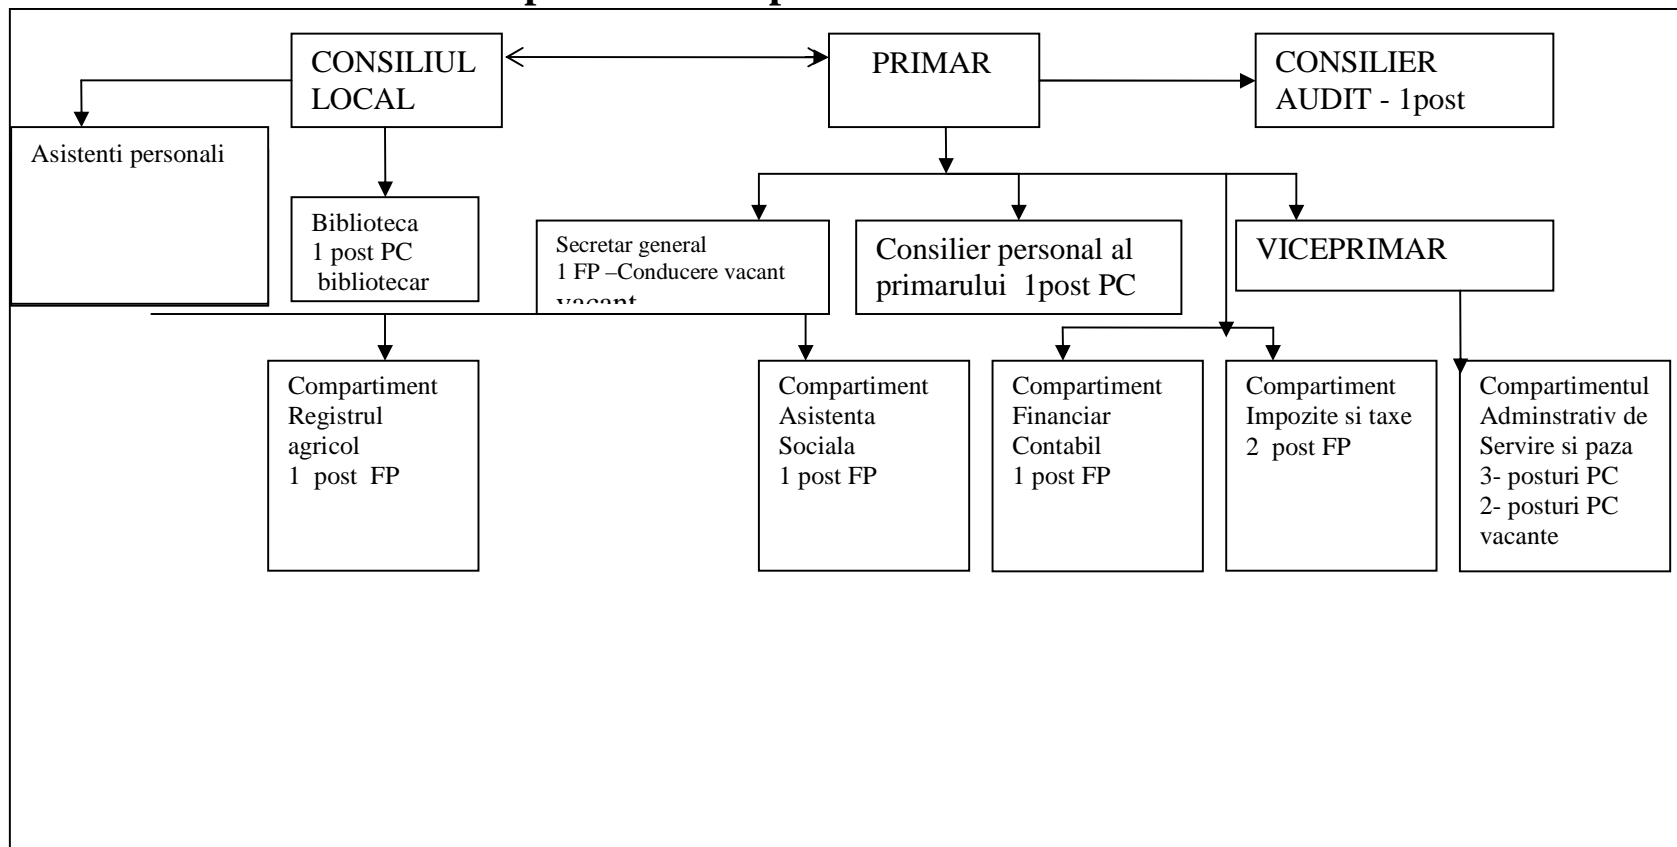 CONSILIUL
LOCAL
PRIMAR
CONSILIER
AUDIT - 1post
Asistenti personali
Biblioteca
1 post PC
bibliotecar
Secretar general
1 FP –Conducere vacant
vacant
Consilier personal al
primarului 1post PC
VICEPRIMAR
Compartiment
Registrul
agricol
1 post FP
Compartiment
Asistenta
Sociala
1 post FP
Compartiment
Financiar
Contabil
1 post FP
Compartiment
Impozite si taxe
2 post FP
Compartimentul
Adminstrativ de
Servire si paza
3- posturi PC
2- posturi PC
vacante